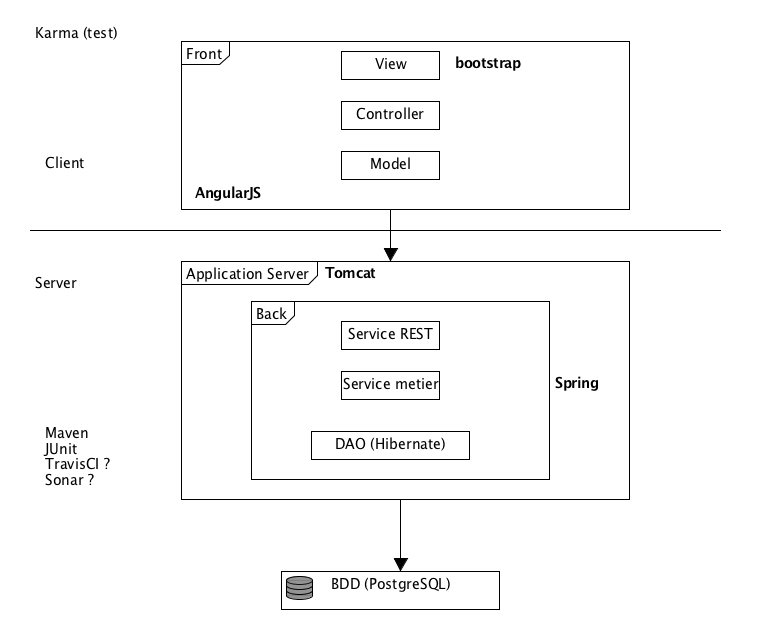 Karma (test)
Front
View
bootstrap
Controller
Client
Model
AngularJS
Application Server
Tomcat
Server
Back
Service REST
Service metier
Spring
Maven
JUnit
TravisCI ?
Sonar ?
DAO (Hibernate)
BDD (PostgreSQL)